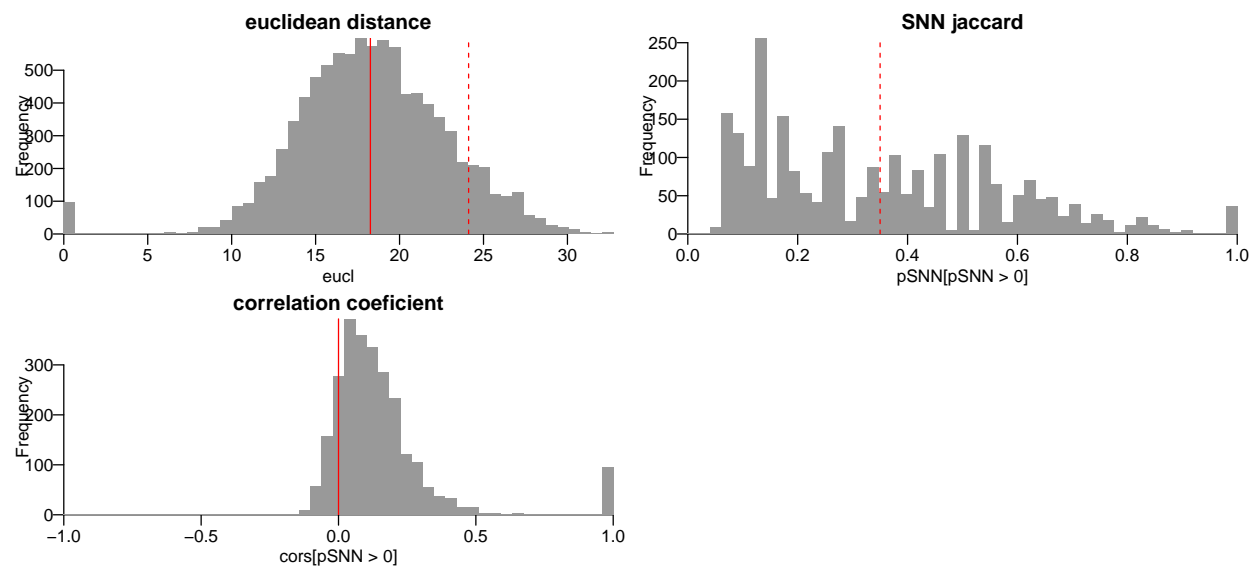 euclidean distance
Frequency
500
400
300
200
100
0
0 5 10 15 20 25 30
eucl
SNN jaccard
Frequency
250
200
150
100
50
0
0.0 0.2 0.4 0.6 0.8 1.0
pSNN[pSNN > 0]
correlation coeficient
Frequency
300
200
100
0
−1.0 −0.5 0.0 0.5 1.0
cors[pSNN > 0]